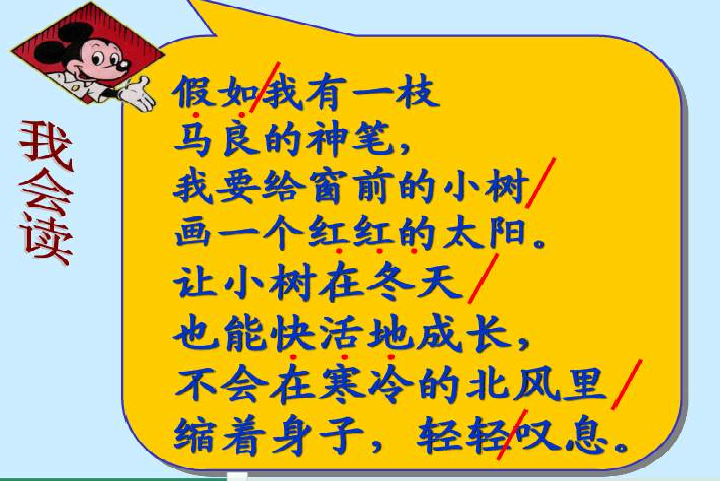 我会读
假如/我有一枝
马良的神笔，
我要给窗前的小树/
画一个红红的太阳。
让小树在冬天/
也能快活地成长，
不会在寒冷的北风里/
缩着身子，轻轻/叹息。